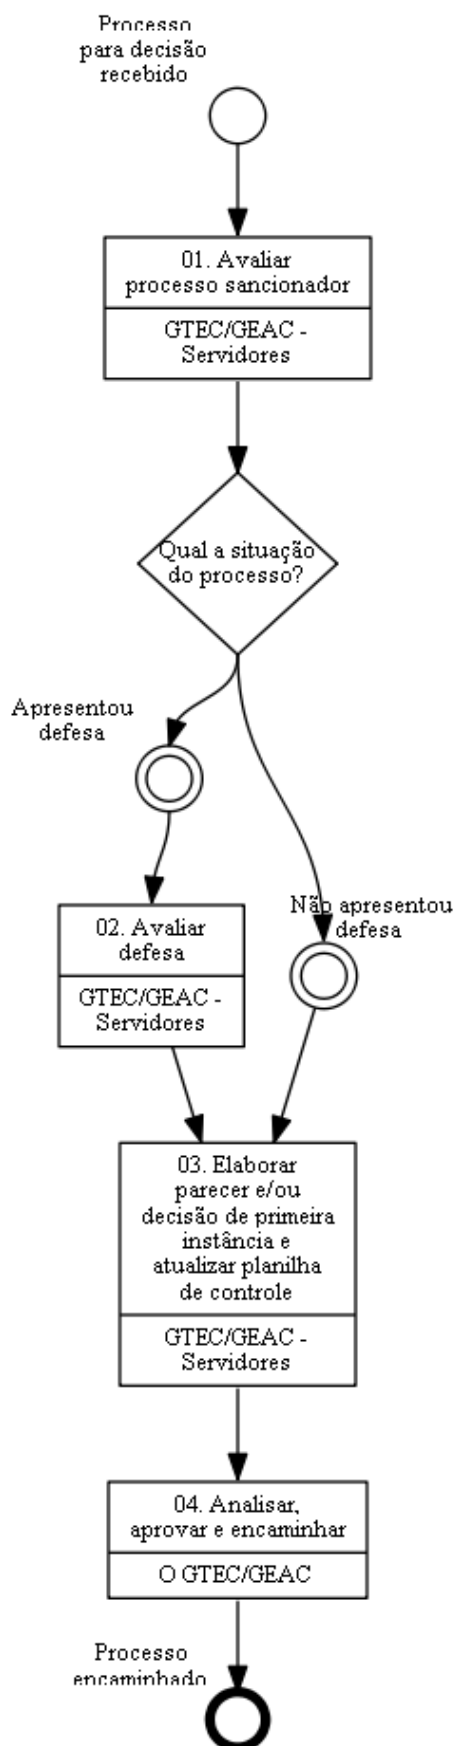 Processo
para decisão
recebido
01. Avaliar
processo sancionador
GTEC/GEAC -
Servidores
Qual a situação
do processo?
Apresentou
defesa
02. Avaliar
defesa
GTEC/GEAC -
Servidores
Não apresentou
defesa
03. Elaborar
parecer e/ou
decisão de primeira
instância e
atualizar planilha
de controle
GTEC/GEAC -
Servidores
04. Analisar,
aprovar e encaminhar
O GTEC/GEAC
Processo
encaminhado